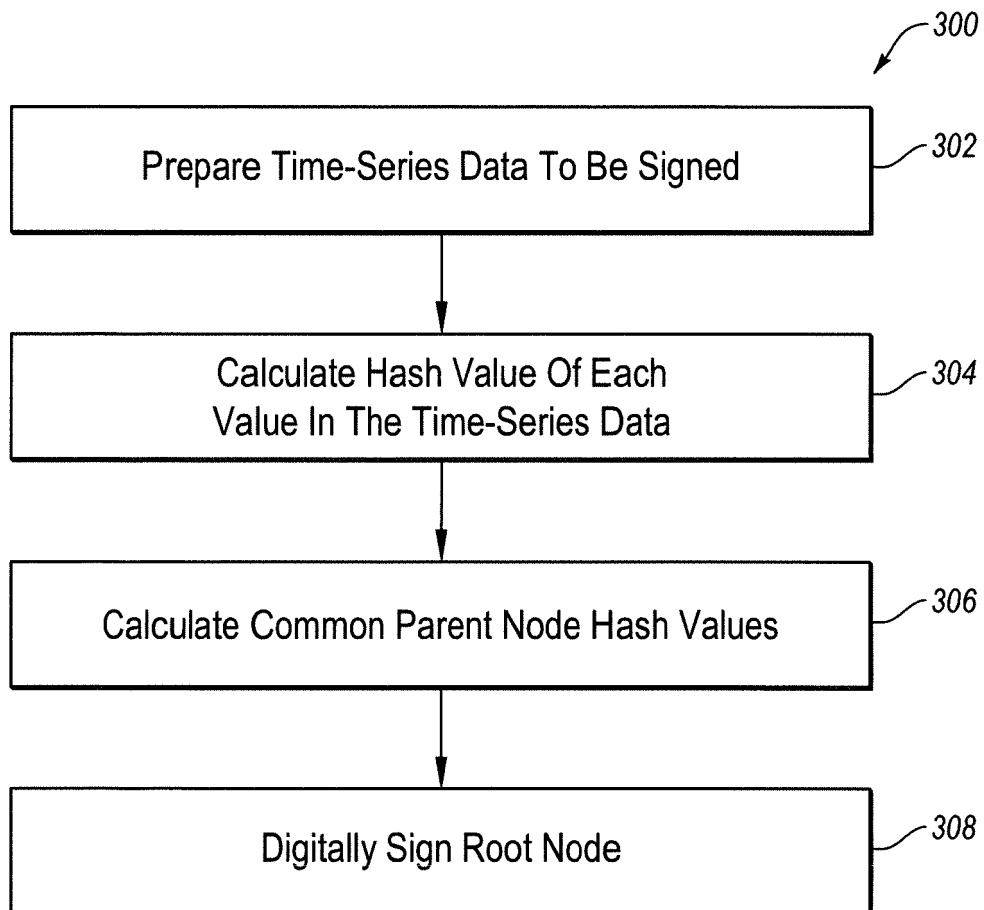 300
Prepare Time-Series Data To Be Signed
302
Calculate Hash Value Of Each
Value In The Time-Series Data
304
Calculate Common Parent Node Hash Values
306
Digitally Sign Root Node
308